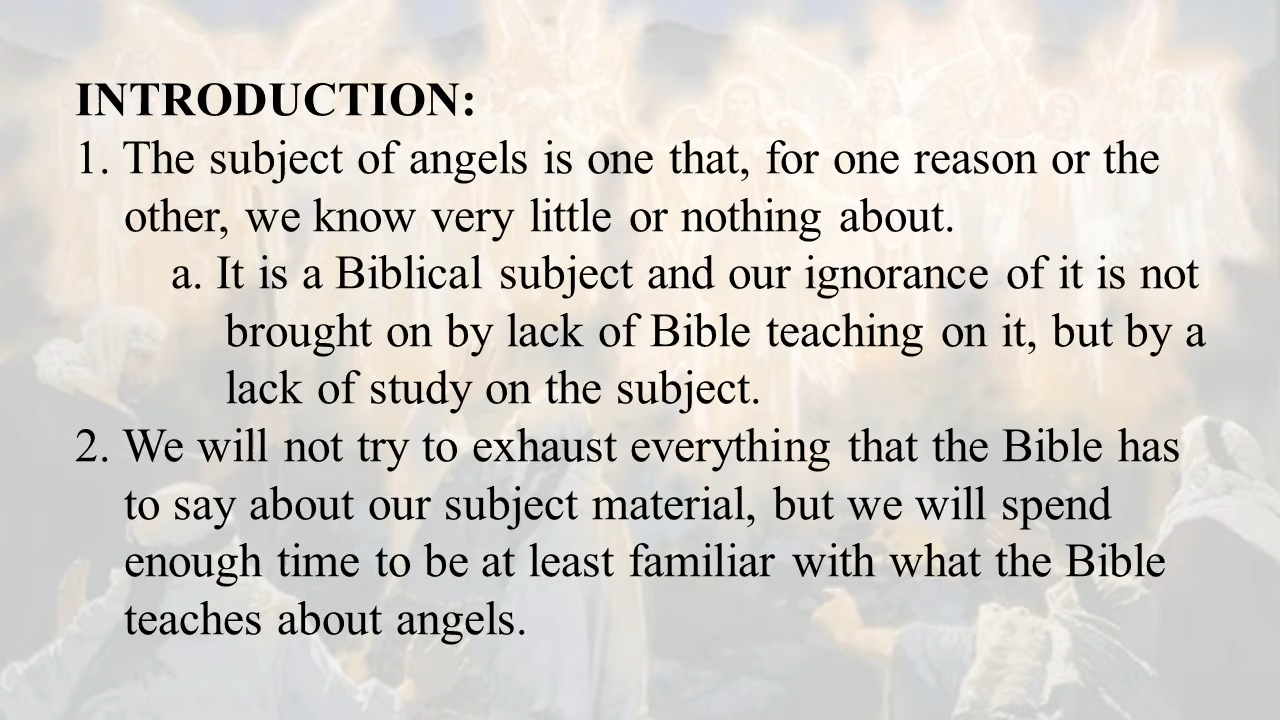 INTRODUCTION:
1. The subject of angels is one that, for one reason or the
other, we know very little or nothing about.
a. It is a Biblical subject and our ignorance of it is not
brought on by lack of Bible teaching on it, but by a
lack of study on the subject.
2. We will not try to exhaust everything that the Bible has
to say about our subject material, but we will spend
enough time to be at least familiar with what the Bible
teaches about angels.